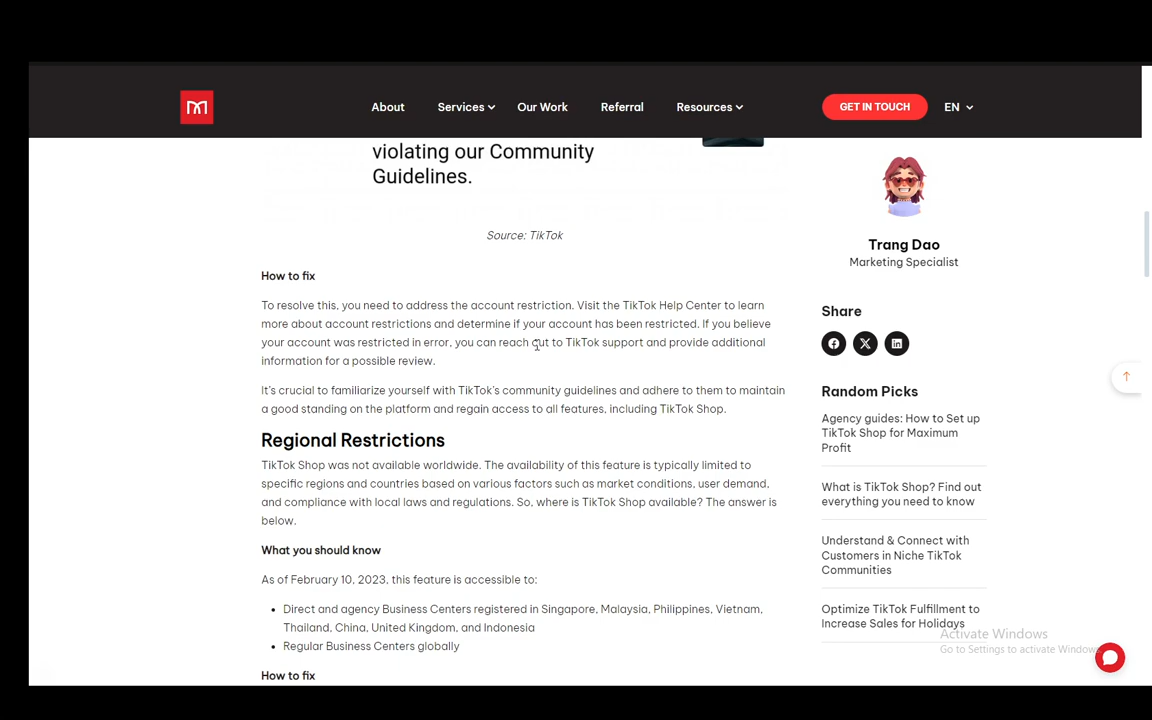 About Services Our Work Referral Resources GET IN TOUCH EN
violating our Community
Guidelines.
Source: TikTok
How to fix
To resolve this, you need to address the account restriction. Visit the TikTok Help Center to learn
more about account restrictions and determine if your account has been restricted. If you believe
your account was restricted in error, you can reach out to TikTok support and provide additional
information for a possible review.
It's crucial to familiarize yourself with TikTok's community guidelines and adhere to them to maintain
a good standing on the platform and regain access to all features, including TikTok Shop.
Regional Restrictions
TikTok Shop was not available worldwide. The availability of this feature is typically limited to
specific regions and countries based on various factors such as market conditions, user demand,
and compliance with local laws and regulations. So, where is TikTok Shop available? The answer is
below.
What you should know
As of February 10, 2023, this feature is accessible to:
• Direct and agency Business Centers registered in Singapore, Malaysia, Philippines, Vietnam,
Thailand, China, United Kingdom, and Indonesia
• Regular Business Centers globally
How to fix
Trang Dao
Marketing Specialist
Share
Random Picks
Agency guides: How to Set up
TikTok Shop for Maximum
Profit
What is TikTok Shop? Find out
everything you need to know
Understand & Connect with
Customers in Niche TikTok
Communities
Optimize TikTok Fulfillment to
Increase Sales for Holidays
Activate Windows
Go to Settings to activate Windows.